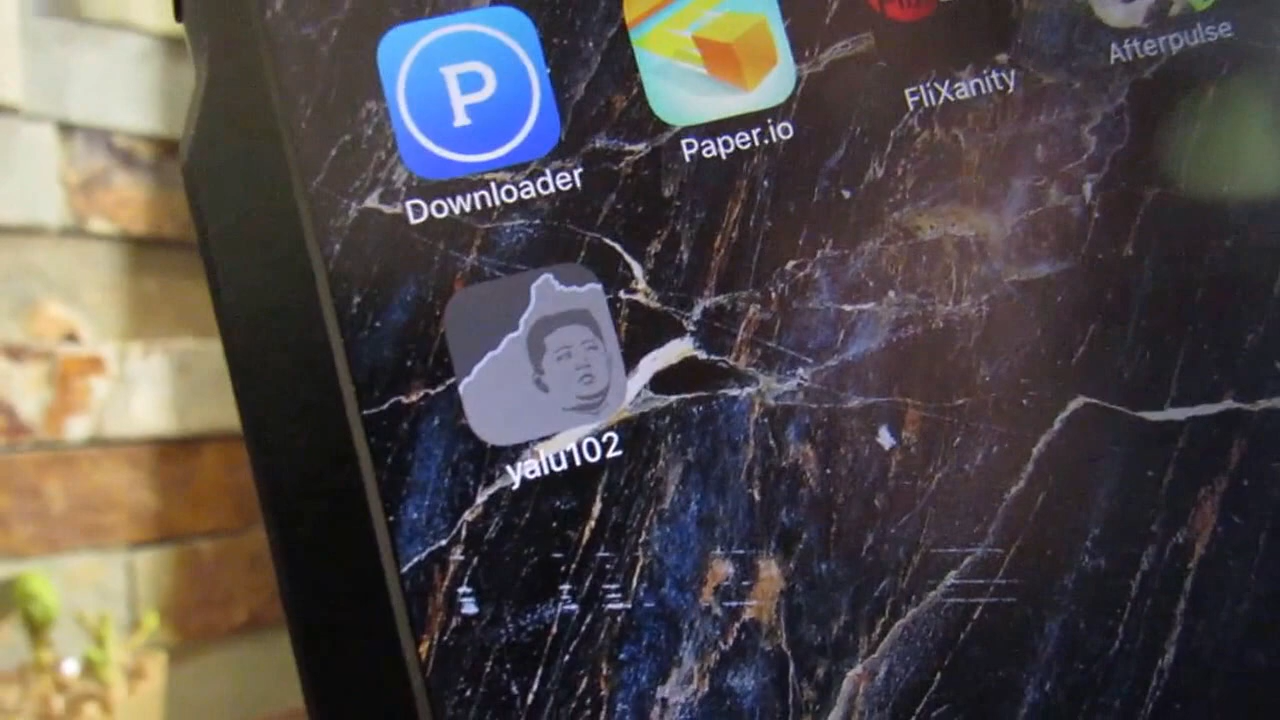 P
Downloader
Paper.io
FliXanity
Afterpulse
yalu102